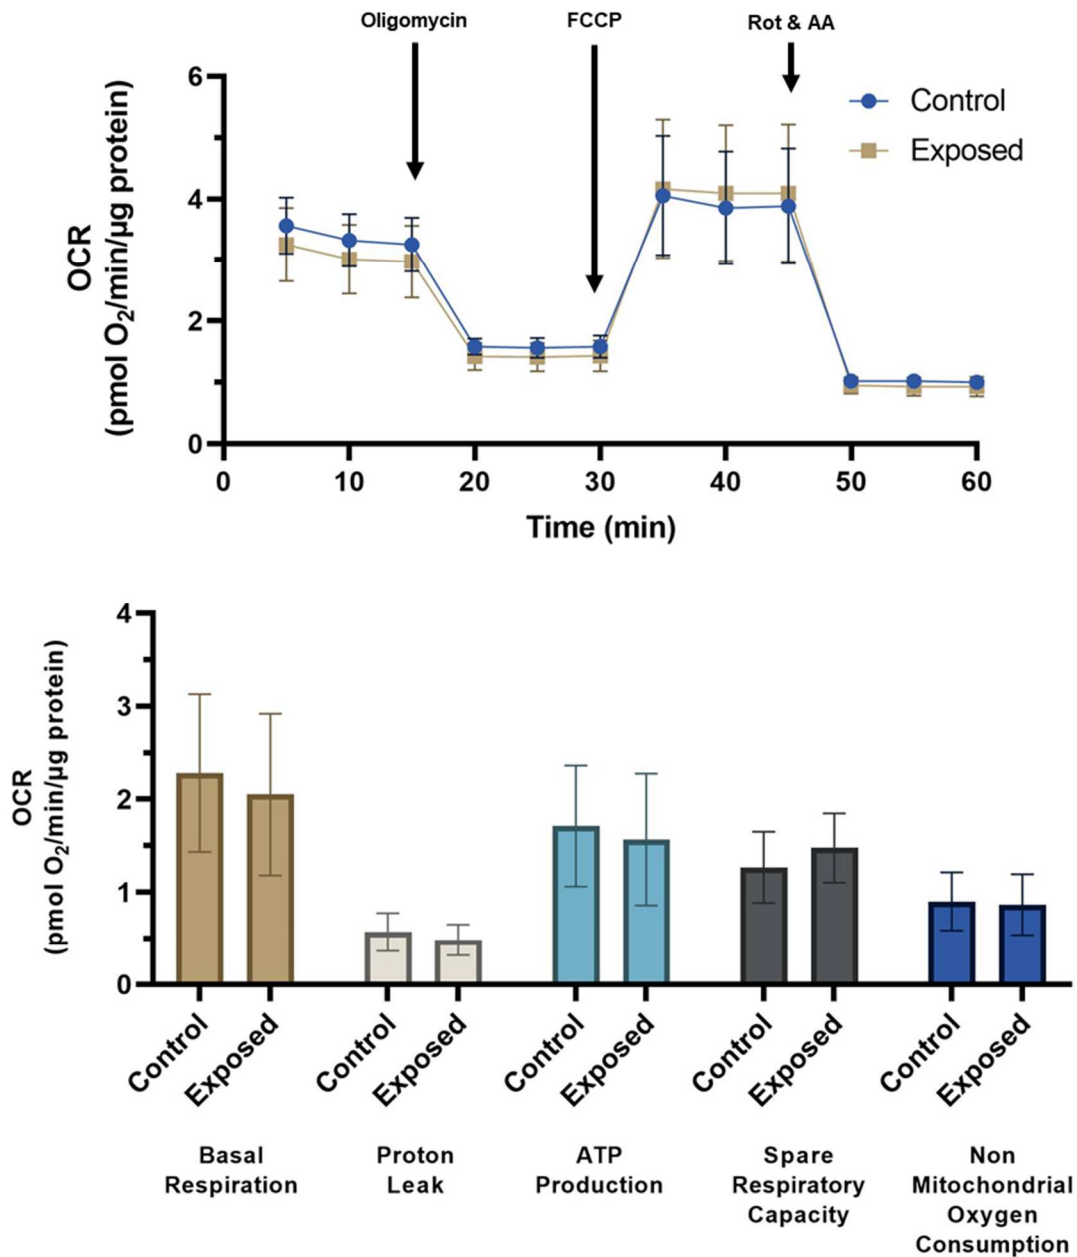 Oligomycin FCCP Rot & AA
Control
Exposed
6
4
2
0
OCR
(pmol O₂/min/µg protein)
0 10 20 30 40 50 60
Time (min)
4
3
2
1
0
OCR
(pmol O₂/min/µg protein)
Control Exposed Control Exposed Control Exposed Control Exposed Control Exposed
Basal
Respiration
Proton
Leak
ATP
Production
Spare
Respiratory
Capacity
Non
Mitochondrial
Oxygen
Consumption